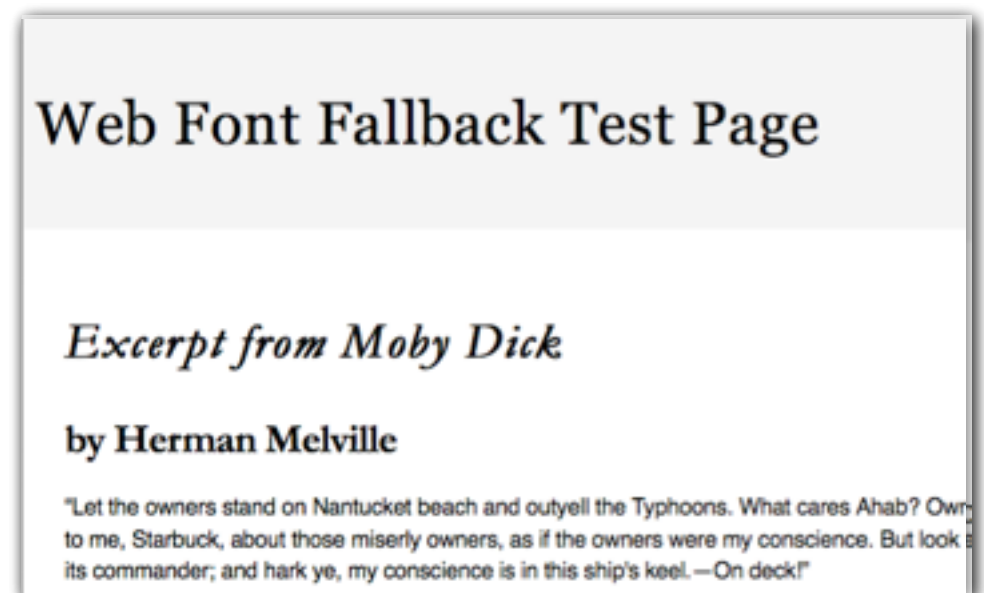 Web Font Fallback Test Page
Excerpt from Moby Dick
by Herman Melville
"Let the owners stand on Nantucket beach and outyell the Typhoons. What cares Ahab?
to me, Starbuck, about those miserly owners, as if the owners were my conscience. But look
its commander; and hark ye, my conscience is in this ship's keel.—On deck!"